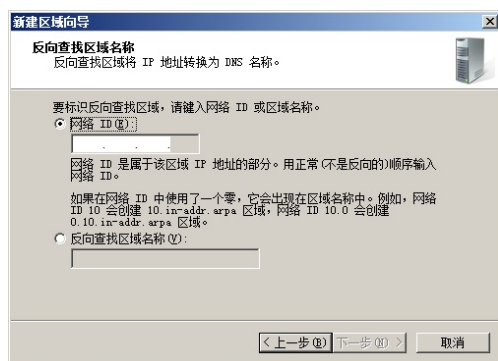 新建区域向导
反向查找区域名称
反向查找区域将 IP 地址转换为 DNS 名称。
要标识反向查找区域，请键入网络 ID 或区域名称。
网络 ID(E):
. . .
网络 ID 是属于该区域 IP 地址的部分。用正常(不是反向的)顺序输入
网络 ID。
如果在网络 ID 中使用了一个零，它会出现在区域名称中。例如，网络
ID 10 会创建 10.in-addr.arpa 区域，网络 ID 10.0 会创建
0.10.in-addr.arpa 区域。
反向查找区域名称(V):
< 上一步(B) 下一步(N) > 取消